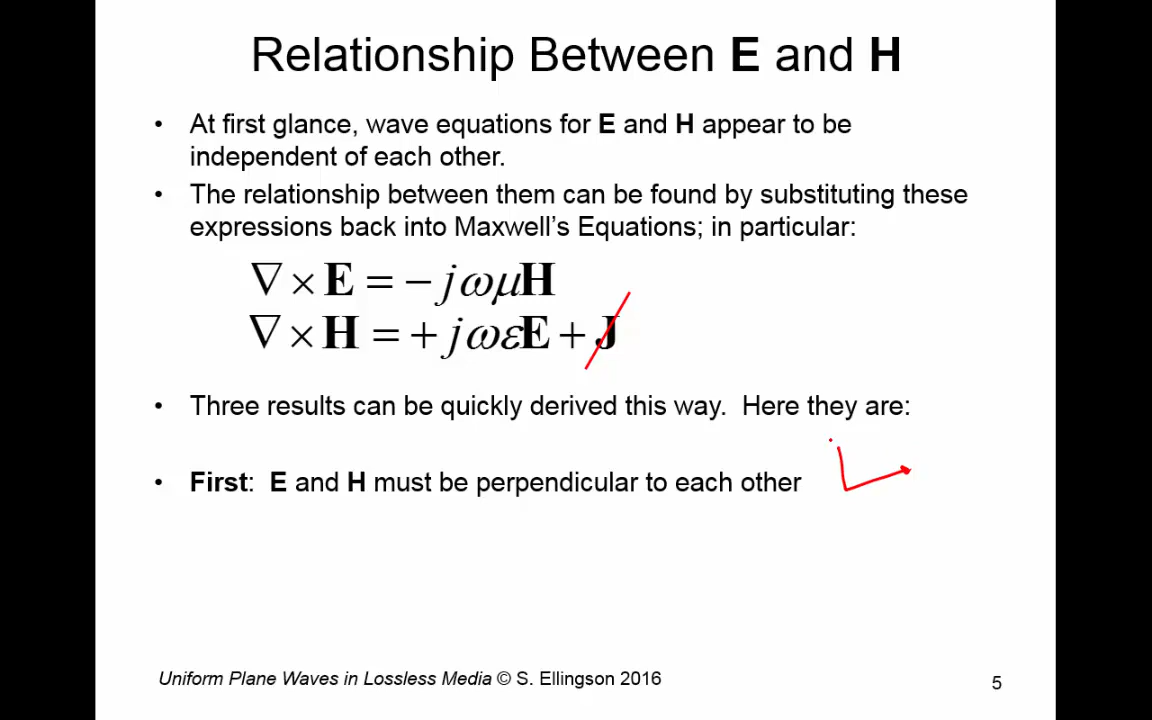 Relationship Between E and H
• At first glance, wave equations for E and H appear to be
independent of each other.
• The relationship between them can be found by substituting these
expressions back into Maxwell's Equations; in particular:
∇ × E = − jωμH
∇ × H = + jωεE + J
• Three results can be quickly derived this way. Here they are:
• First: E and H must be perpendicular to each other
Uniform Plane Waves in Lossless Media © S. Ellingson 2016
5